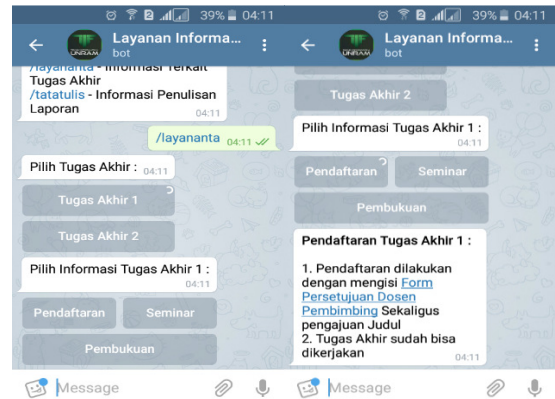 39% 04:11
Layanan Informa...
bot
/layananta - Informasi Terkait
Tugas Akhir
/tatatulis - Informasi Penulisan
Laporan
04:11
/layananta 04:11
Pilih Tugas Akhir : 04:11
Tugas Akhir 1
Tugas Akhir 2
Pilih Informasi Tugas Akhir 1 :
04:11
Pendaftaran Seminar
Pembukuan
Message
39% 04:11
UNRAM
Layanan Informa...
bot
Tugas Akhir 2
Pilih Informasi Tugas Akhir 1 :
04:11
Pendaftaran Seminar
Pembukuan
Pendaftaran Tugas Akhir 1 :
1. Pendaftaran dilakukan
dengan mengisi Form
Persetujuan Dosen
Pembimbing Sekaligus
pengajuan Judul
2. Tugas Akhir sudah bisa
dikerjakan
04:11
Message